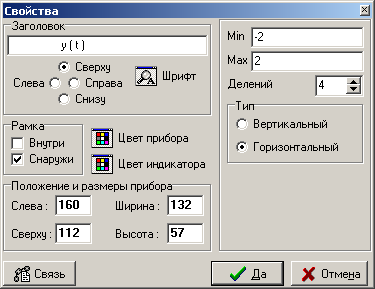 Свойства
Заголовок
y ( t )
Сверху
Слева
Справа
Снизу
Шрифт
Рамка
Внутри
Снаружи
Цвет прибора
Цвет индикатора
Положение и размеры прибора
Слева : 160
Ширина : 132
Сверху : 112
Высота : 57
Min -2
Max 2
Делений 4
Тип
Вертикальный
Горизонтальный
Связь
Да
Отмена